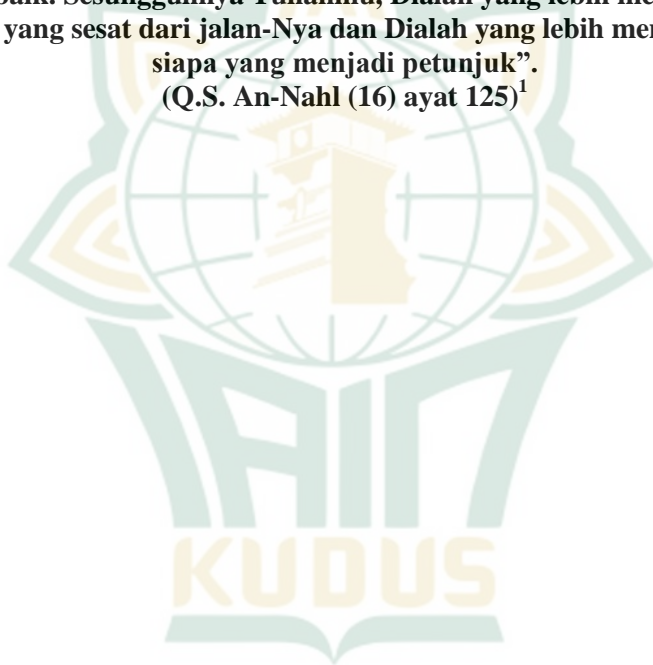 Sesungguhnya Tuhanmu, Dialah yang lebih
yang sesat dari jalan-Nya dan Dialah yang lebih
siapa yang menjadi petunjuk”.
(Q.S. An-Nahl (16) ayat 125)1
IAIN
KUDUS